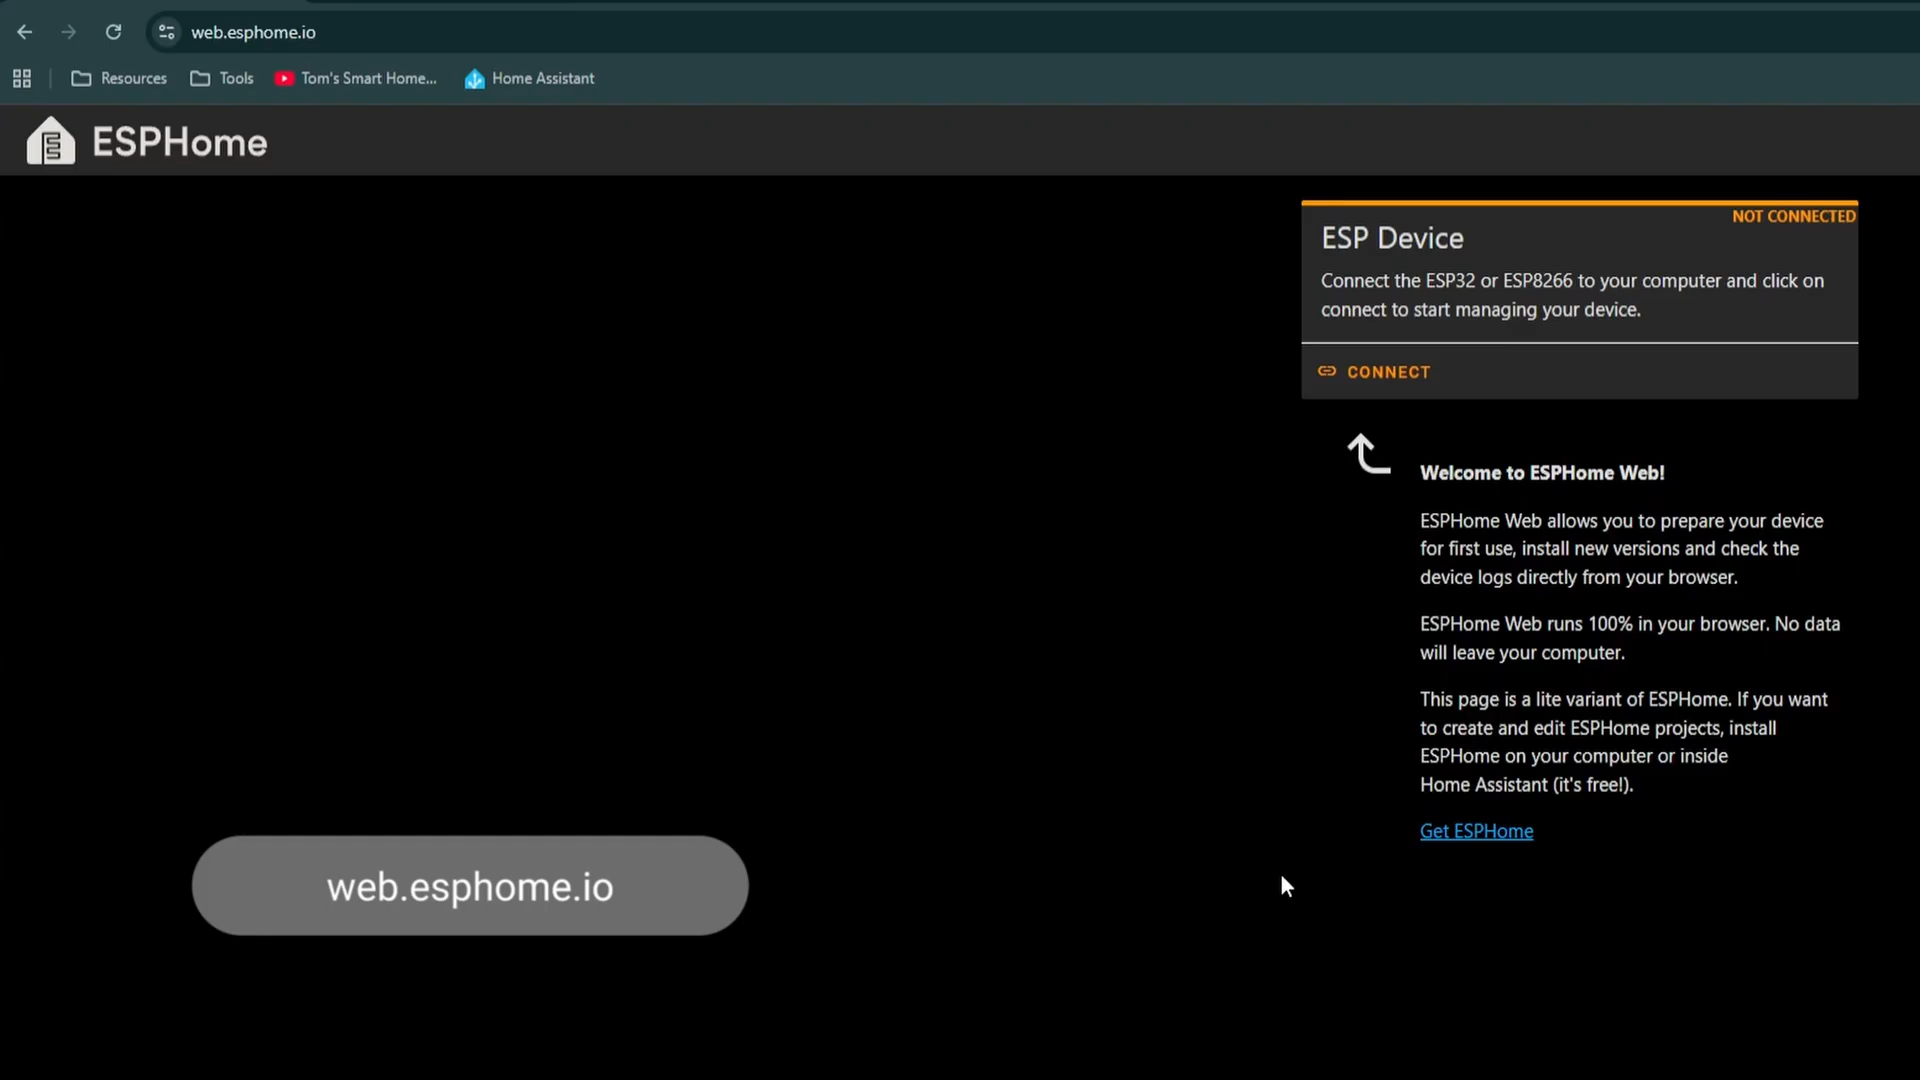 web.esphome.io
Resources
Tools
Tom's Smart Home...
Home Assistant
ESPHome
NOT CONNECTED
ESP Device
Connect the ESP32 or ESP8266 to your computer and click on
connect to start managing your device.
CONNECT
Welcome to ESPHome Web!
ESPHome Web allows you to prepare your device
for first use, install new versions and check the
device logs directly from your browser.
ESPHome Web runs 100% in your browser. No data
will leave your computer.
This page is a lite variant of ESPHome. If you want
to create and edit ESPHome projects, install
ESPHome on your computer or inside
Home Assistant (it's free!).
Get ESPHome
web.esphome.io